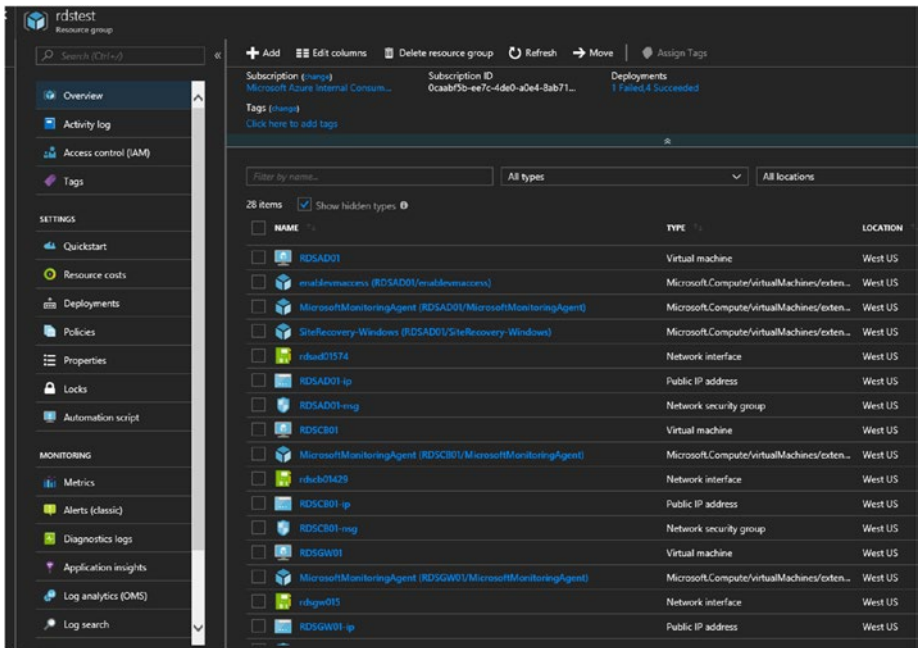 rdstest
Resource group
Search (Ctrl+/)
Overview
Activity log
Access control (IAM)
Tags
SETTINGS
Quickstart
Resource costs
Deployments
Policies
Properties
Locks
Automation script
MONITORING
Metrics
Alerts (classic)
Diagnostics logs
Application insights
Log analytics (OMS)
Log search
Add Edit columns Delete resource group Refresh Move Assign Tags
Subscription (change) Subscription ID Deployments
Microsoft Azure Internal Consum... 0caabf5b-ee7c-4de0-a0e4-8ab71... 1 Failed,4 Succeeded
Tags (change)
Click here to add tags
Filter by name... All types All locations
28 items Show hidden types
NAME TYPE LOCATION
RDSAD01 Virtual machine West US
enablevmaccess (RDSAD01/enablevmaccess) Microsoft.Compute/virtualMachines/exten... West US
MicrosoftMonitoringAgent (RDSAD01/MicrosoftMonitoringAgent) Microsoft.Compute/virtualMachines/exten... West US
SiteRecovery-Windows (RDSAD01/SiteRecovery-Windows) Microsoft.Compute/virtualMachines/exten... West US
rdsad01574 Network interface West US
RDSAD01-ip Public IP address West US
RDSAD01-nsg Network security group West US
RDSCB01 Virtual machine West US
MicrosoftMonitoringAgent (RDSCB01/MicrosoftMonitoringAgent) Microsoft.Compute/virtualMachines/exten... West US
rdscb01429 Network interface West US
RDSCB01-ip Public IP address West US
RDSCB01-nsg Network security group West US
RDSGW01 Virtual machine West US
MicrosoftMonitoringAgent (RDSGW01/MicrosoftMonitoringAgent) Microsoft.Compute/virtualMachines/exten... West US
rdsgw015 Network interface West US
RDSGW01-ip Public IP address West US